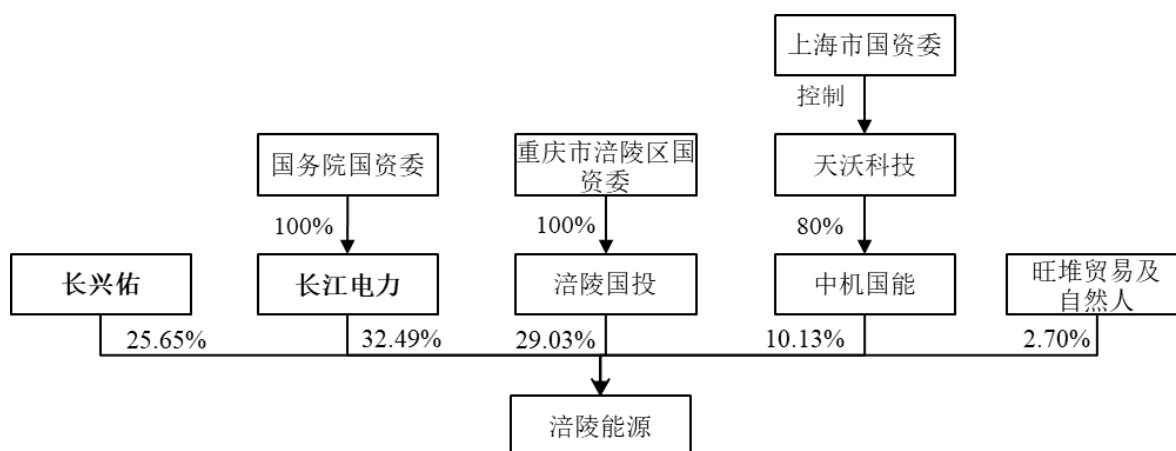 上海市国资委
控制
国务院国资委
重庆市涪陵区国
资委
天沃科技
100%
100%
80%
长兴佑
长江电力
涪陵国投
中机国能
旺堆贸易及
自然人
25.65%
32.49%
29.03%
10.13%
2.70%
涪陵能源